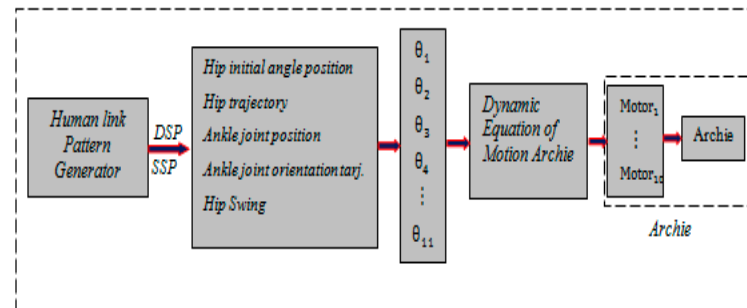 Human link
Pattern
Generator
DSP
SSP
Hip initial angle position
Hip trajectory
Ankle joint position
Ankle joint orientation tarj.
Hip Swing
θ1
θ2
θ3
θ4
⋮
θ11
Dynamic
Equation of
Motion Archie
Motor1
⋮
Motor10
Archie
Archie